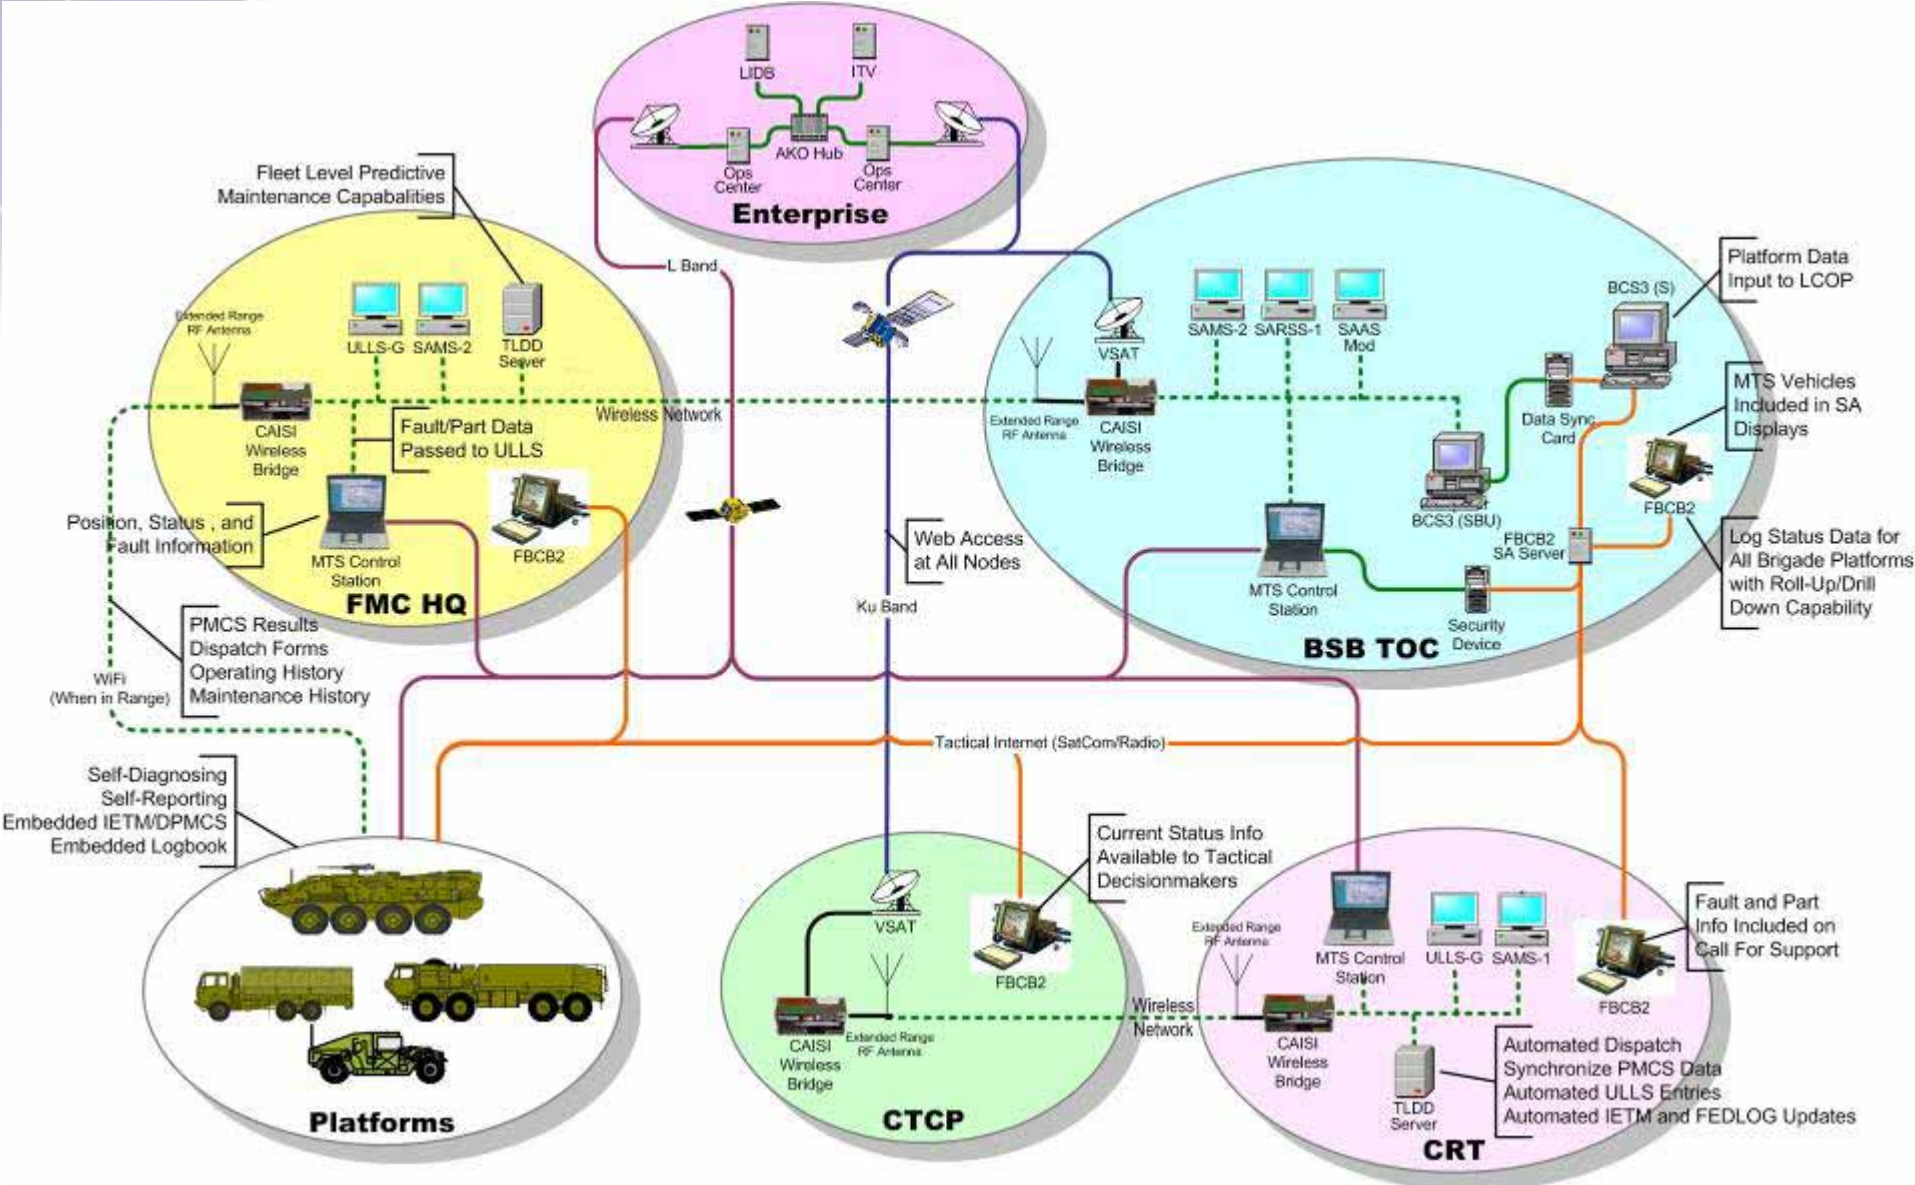 LIDB
ITV
AKO Hub
Ops
Center
Ops
Center
Enterprise
Fleet Level Predictive
Maintenance Capabalities
L Band
Extended Range
RF Antenna
ULLS-G
SAMS-2
TLDD
Server
CAISI
Wireless
Bridge
Fault/Part Data
Passed to ULLS
Wireless Network
Position, Status , and
Fault Information
MTS Control
Station
FBCB2
FMC HQ
PMCS Results
Dispatch Forms
Operating History
Maintenance History
WiFi
(When in Range)
Web Access
at All Nodes
Ku Band
VSAT
Extended Range
RF Antenna
CAISI
Wireless
Bridge
SAMS-2
SARSS-1
SAAS
Mod
BCS3 (S)
Platform Data
Input to LCOP
Data Sync
Card
MTS Vehicles
Included in SA
Displays
BCS3 (SBU)
FBCB2
FBCB2
SA Server
Log Status Data for
All Brigade Platforms
with Roll-Up/Drill
Down Capability
MTS Control
Station
Security
Device
BSB TOC
Tactical Internet (SatCom/Radio)
Self-Diagnosing
Self-Reporting
Embedded IETM/DPMCS
Embedded Logbook
Platforms
Current Status Info
Available to Tactical
Decisionmakers
VSAT
FBCB2
CAISI
Wireless
Bridge
Extended Range
RF Antenna
CTCP
Wireless
Network
Extended Range
RF Antenna
MTS Control
Station
ULLS-G
SAMS-1
FBCB2
Fault and Part
Info Included on
Call For Support
CAISI
Wireless
Bridge
TLDD
Server
Automated Dispatch
Synchronize PMCS Data
Automated ULLS Entries
Automated IETM and FEDLOG Updates
CRT